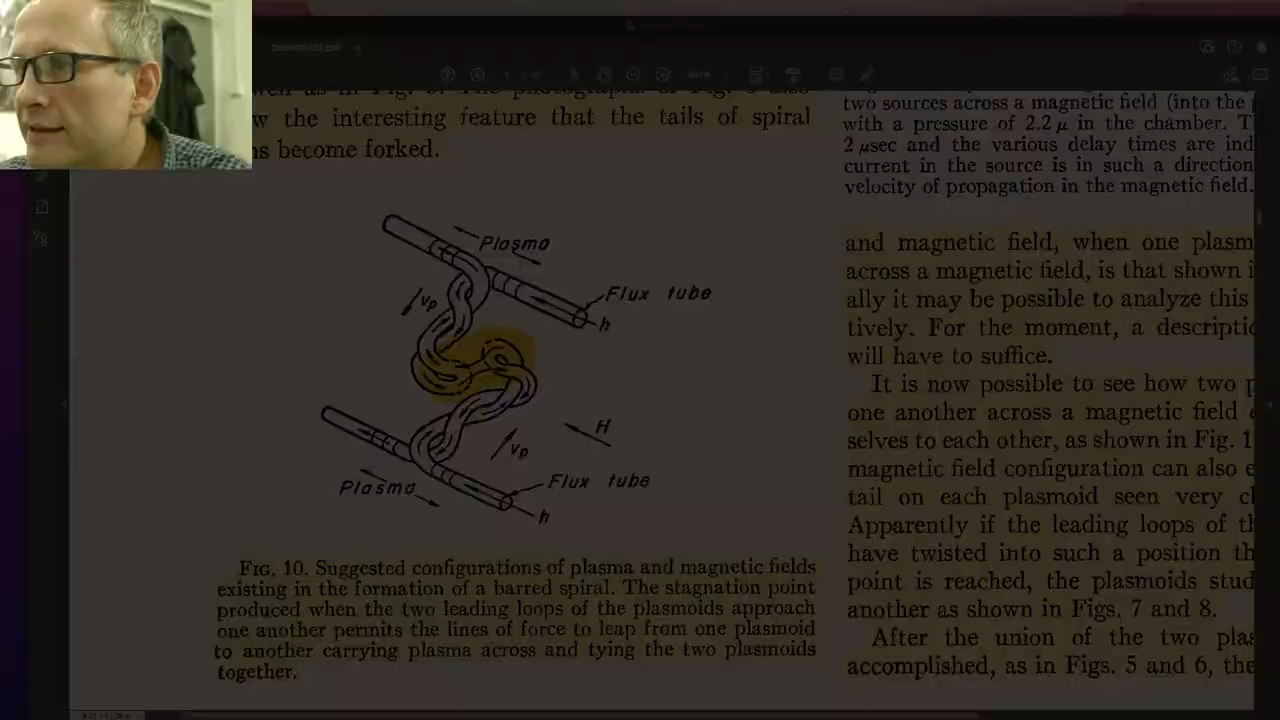 w the interesting feature that the tails of spiral
s become forked.
Plasma
Flux tube
h
vp
H
vp
Flux tube
Plasma
h
FIG. 10. Suggested configurations of plasma and magnetic fields
existing in the formation of a barred spiral. The stagnation point
produced when the two leading loops of the plasmoids approach
one another permits the lines of force to leap from one plasmoid
to another carrying plasma across and tying the two plasmoids
together.
two sources across a magnetic field (into the
with a pressure of 2.2 μ in the chamber. T
2 μsec and the various delay times are ind
current in the source is in such a direction
velocity of propagation in the magnetic field.
and magnetic field, when one plasm
across a magnetic field, is that shown i
ally it may be possible to analyze this
tively. For the moment, a descriptio
will have to suffice.
It is now possible to see how two p
one another across a magnetic field
selves to each other, as shown in Fig. 1
magnetic field configuration can also e
tail on each plasmoid seen very cl
Apparently if the leading loops of th
have twisted into such a position th
point is reached, the plasmoids stud
another as shown in Figs. 7 and 8.
After the union of the two plas
accomplished, as in Figs. 5 and 6, the